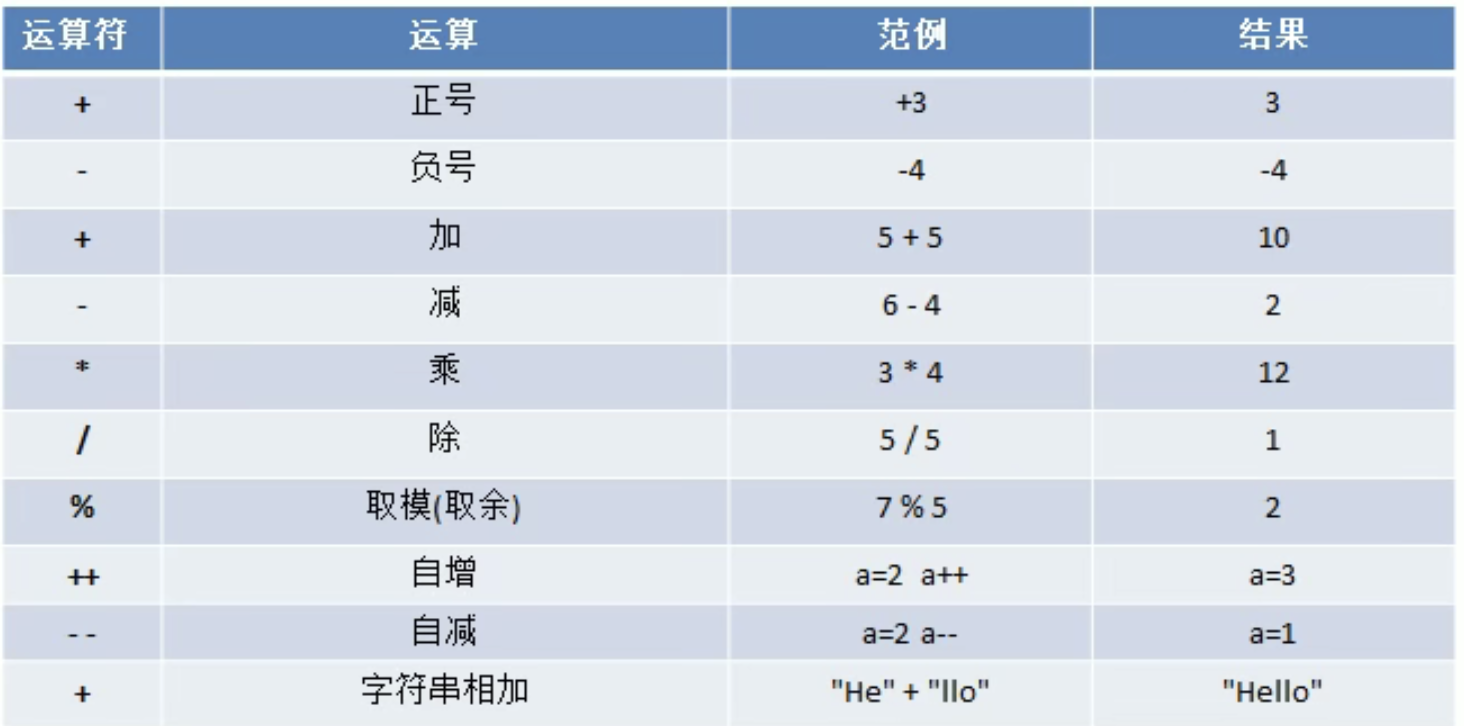 运算符 运算 范例 结果
+ 正号 +3 3
- 负号 -4 -4
+ 加 5 + 5 10
- 减 6 - 4 2
* 乘 3 * 4 12
/ 除 5 / 5 1
% 取模(取余) 7 % 5 2
++ 自增 a=2 a++ a=3
- - 自减 a=2 a-- a=1
+ 字符串相加 "He" + "llo" "Hello"